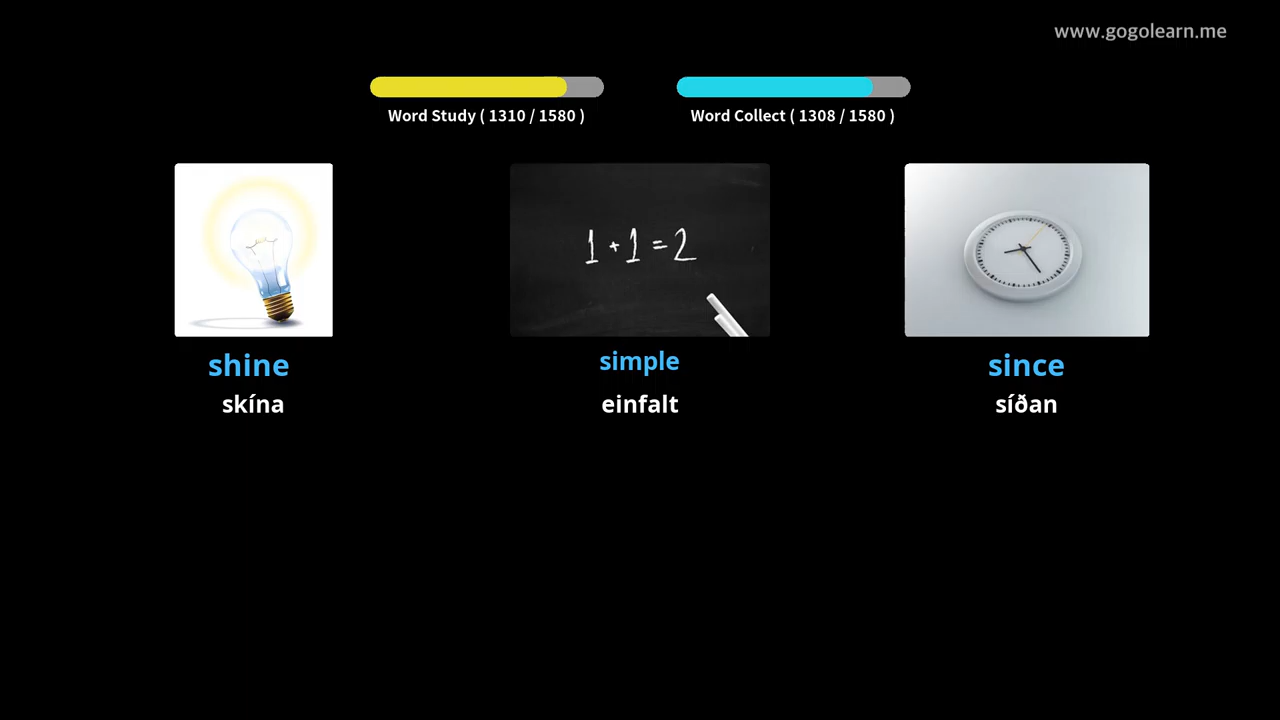 www.gogolearn.me
Word Study ( 1310 / 1580 )
Word Collect ( 1308 / 1580 )
1 + 1 = 2
shine
simple
since
skína
einfalt
síðan